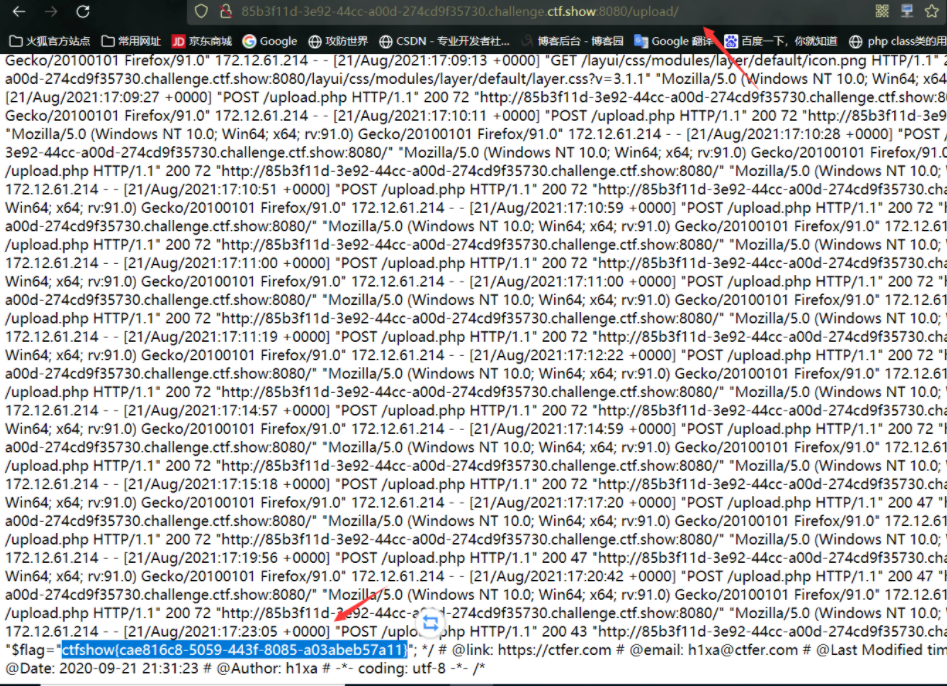 85b3f11d-3e92-44cc-a00d-274cd9f35730.challenge.ctf.show:8080/upload/
火狐官方站点 常用网址 JD 京东商城 Google 攻防世界 CSDN - 专业开发者社... 博客后台 - 博客园 Google 翻译 百度一下，你就知道 php class类的用
Gecko/20100101 Firefox/91.0" 172.12.61.214 - - [21/Aug/2021:17:09:13 +0000] "GET /layui/css/modules/layer/default/icon.png HTTP/1.1" 2
a00d-274cd9f35730.challenge.ctf.show:8080/layui/css/modules/layer/default/layer.css?v=3.1.1" "Mozilla/5.0 (Windows NT 10.0; Win64; x64
[21/Aug/2021:17:09:27 +0000] "POST /upload.php HTTP/1.1" 200 72 "http://85b3f11d-3e92-44cc-a00d-274cd9f35730.challenge.ctf.show:80
Gecko/20100101 Firefox/91.0" 172.12.61.214 - - [21/Aug/2021:17:10:11 +0000] "POST /upload.php HTTP/1.1" 200 72 "http://85b3f11d-3e
"Mozilla/5.0 (Windows NT 10.0; Win64; x64; rv:91.0) Gecko/20100101 Firefox/91.0" 172.12.61.214 - - [21/Aug/2021:17:10:28 +0000] "POST
3e92-44cc-a00d-274cd9f35730.challenge.ctf.show:8080/" "Mozilla/5.0 (Windows NT 10.0; Win64; x64; rv:91.0) Gecko/20100101 Firefox/91.0
/upload.php HTTP/1.1" 200 72 "http://85b3f11d-3e92-44cc-a00d-274cd9f35730.challenge.ctf.show:8080/" "Mozilla/5.0 (Windows NT 10.0;
172.12.61.214 - - [21/Aug/2021:17:10:51 +0000] "POST /upload.php HTTP/1.1" 200 72 "http://85b3f11d-3e92-44cc-a00d-274cd9f35730.ch
Win64; x64; rv:91.0) Gecko/20100101 Firefox/91.0" 172.12.61.214 - - [21/Aug/2021:17:10:59 +0000] "POST /upload.php HTTP/1.1" 200 72 "
a00d-274cd9f35730.challenge.ctf.show:8080/" "Mozilla/5.0 (Windows NT 10.0; Win64; x64; rv:91.0) Gecko/20100101 Firefox/91.0" 172.12.6
/upload.php HTTP/1.1" 200 72 "http://85b3f11d-3e92-44cc-a00d-274cd9f35730.challenge.ctf.show:8080/" "Mozilla/5.0 (Windows NT 10.0;
172.12.61.214 - - [21/Aug/2021:17:11:00 +0000] "POST /upload.php HTTP/1.1" 200 72 "http://85b3f11d-3e92-44cc-a00d-274cd9f35730.ch
Win64; x64; rv:91.0) Gecko/20100101 Firefox/91.0" 172.12.61.214 - - [21/Aug/2021:17:11:00 +0000] "POST /upload.php HTTP/1.1" 200 72 "
a00d-274cd9f35730.challenge.ctf.show:8080/" "Mozilla/5.0 (Windows NT 10.0; Win64; x64; rv:91.0) Gecko/20100101 Firefox/91.0" 172.12.6
/upload.php HTTP/1.1" 200 72 "http://85b3f11d-3e92-44cc-a00d-274cd9f35730.challenge.ctf.show:8080/" "Mozilla/5.0 (Windows NT 10.0;
172.12.61.214 - - [21/Aug/2021:17:11:19 +0000] "POST /upload.php HTTP/1.1" 200 72 "http://85b3f11d-3e92-44cc-a00d-274cd9f35730.ch
Win64; x64; rv:91.0) Gecko/20100101 Firefox/91.0" 172.12.61.214 - - [21/Aug/2021:17:12:22 +0000] "POST /upload.php HTTP/1.1" 200 72 "h
a00d-274cd9f35730.challenge.ctf.show:8080/" "Mozilla/5.0 (Windows NT 10.0; Win64; x64; rv:91.0) Gecko/20100101 Firefox/91.0" 172.12.61
/upload.php HTTP/1.1" 200 72 "http://85b3f11d-3e92-44cc-a00d-274cd9f35730.challenge.ctf.show:8080/" "Mozilla/5.0 (Windows NT 10.0;
172.12.61.214 - - [21/Aug/2021:17:14:57 +0000] "POST /upload.php HTTP/1.1" 200 72 "http://85b3f11d-3e92-44cc-a00d-274cd9f35730.ch
Win64; x64; rv:91.0) Gecko/20100101 Firefox/91.0" 172.12.61.214 - - [21/Aug/2021:17:14:59 +0000] "POST /upload.php HTTP/1.1" 200 72 "
a00d-274cd9f35730.challenge.ctf.show:8080/" "Mozilla/5.0 (Windows NT 10.0; Win64; x64; rv:91.0) Gecko/20100101 Firefox/91.0" 172.12.61
/upload.php HTTP/1.1" 200 72 "http://85b3f11d-3e92-44cc-a00d-274cd9f35730.challenge.ctf.show:8080/" "Mozilla/5.0 (Windows NT 10.0;
172.12.61.214 - - [21/Aug/2021:17:15:18 +0000] "POST /upload.php HTTP/1.1" 200 72 "http://85b3f11d-3e92-44cc-a00d-274cd9f35730.ch
Win64; x64; rv:91.0) Gecko/20100101 Firefox/91.0" 172.12.61.214 - - [21/Aug/2021:17:17:20 +0000] "POST /upload.php HTTP/1.1" 200 47 "
a00d-274cd9f35730.challenge.ctf.show:8080/" "Mozilla/5.0 (Windows NT 10.0; Win64; x64; rv:91.0) Gecko/20100101 Firefox/91.0" 172.12.61
/upload.php HTTP/1.1" 200 72 "http://85b3f11d-3e92-44cc-a00d-274cd9f35730.challenge.ctf.show:8080/" "Mozilla/5.0 (Windows NT 10.0;
172.12.61.214 - - [21/Aug/2021:17:19:56 +0000] "POST /upload.php HTTP/1.1" 200 47 "http://85b3f11d-3e92-44cc-a00d-274cd9f35730.ch
Win64; x64; rv:91.0) Gecko/20100101 Firefox/91.0" 172.12.61.214 - - [21/Aug/2021:17:20:42 +0000] "POST /upload.php HTTP/1.1" 200 47 "l
a00d-274cd9f35730.challenge.ctf.show:8080/" "Mozilla/5.0 (Windows NT 10.0; Win64; x64; rv:91.0) Gecko/20100101 Firefox/91.0" 172.12.61
/upload.php HTTP/1.1" 200 72 "http://85b3f11d-3e92-44cc-a00d-274cd9f35730.challenge.ctf.show:8080/" "Mozilla/5.0 (Windows NT 10.0;
172.12.61.214 - - [21/Aug/2021:17:23:05 +0000] "POST /uplo php HTTP/1.1" 200 43 "http://85b3f11d-3e92-44cc-a00d-274cd9f35730.ch
"$flag="ctfshow{cae816c8-5059-443f-8085-a03abeb57a11}"; */ # @link: https://ctfer.com # @email: h1xa@ctfer.com # @Last Modified tim
@Date: 2020-09-21 21:31:23 # @Author: h1xa # -*- coding: utf-8 -*- /*